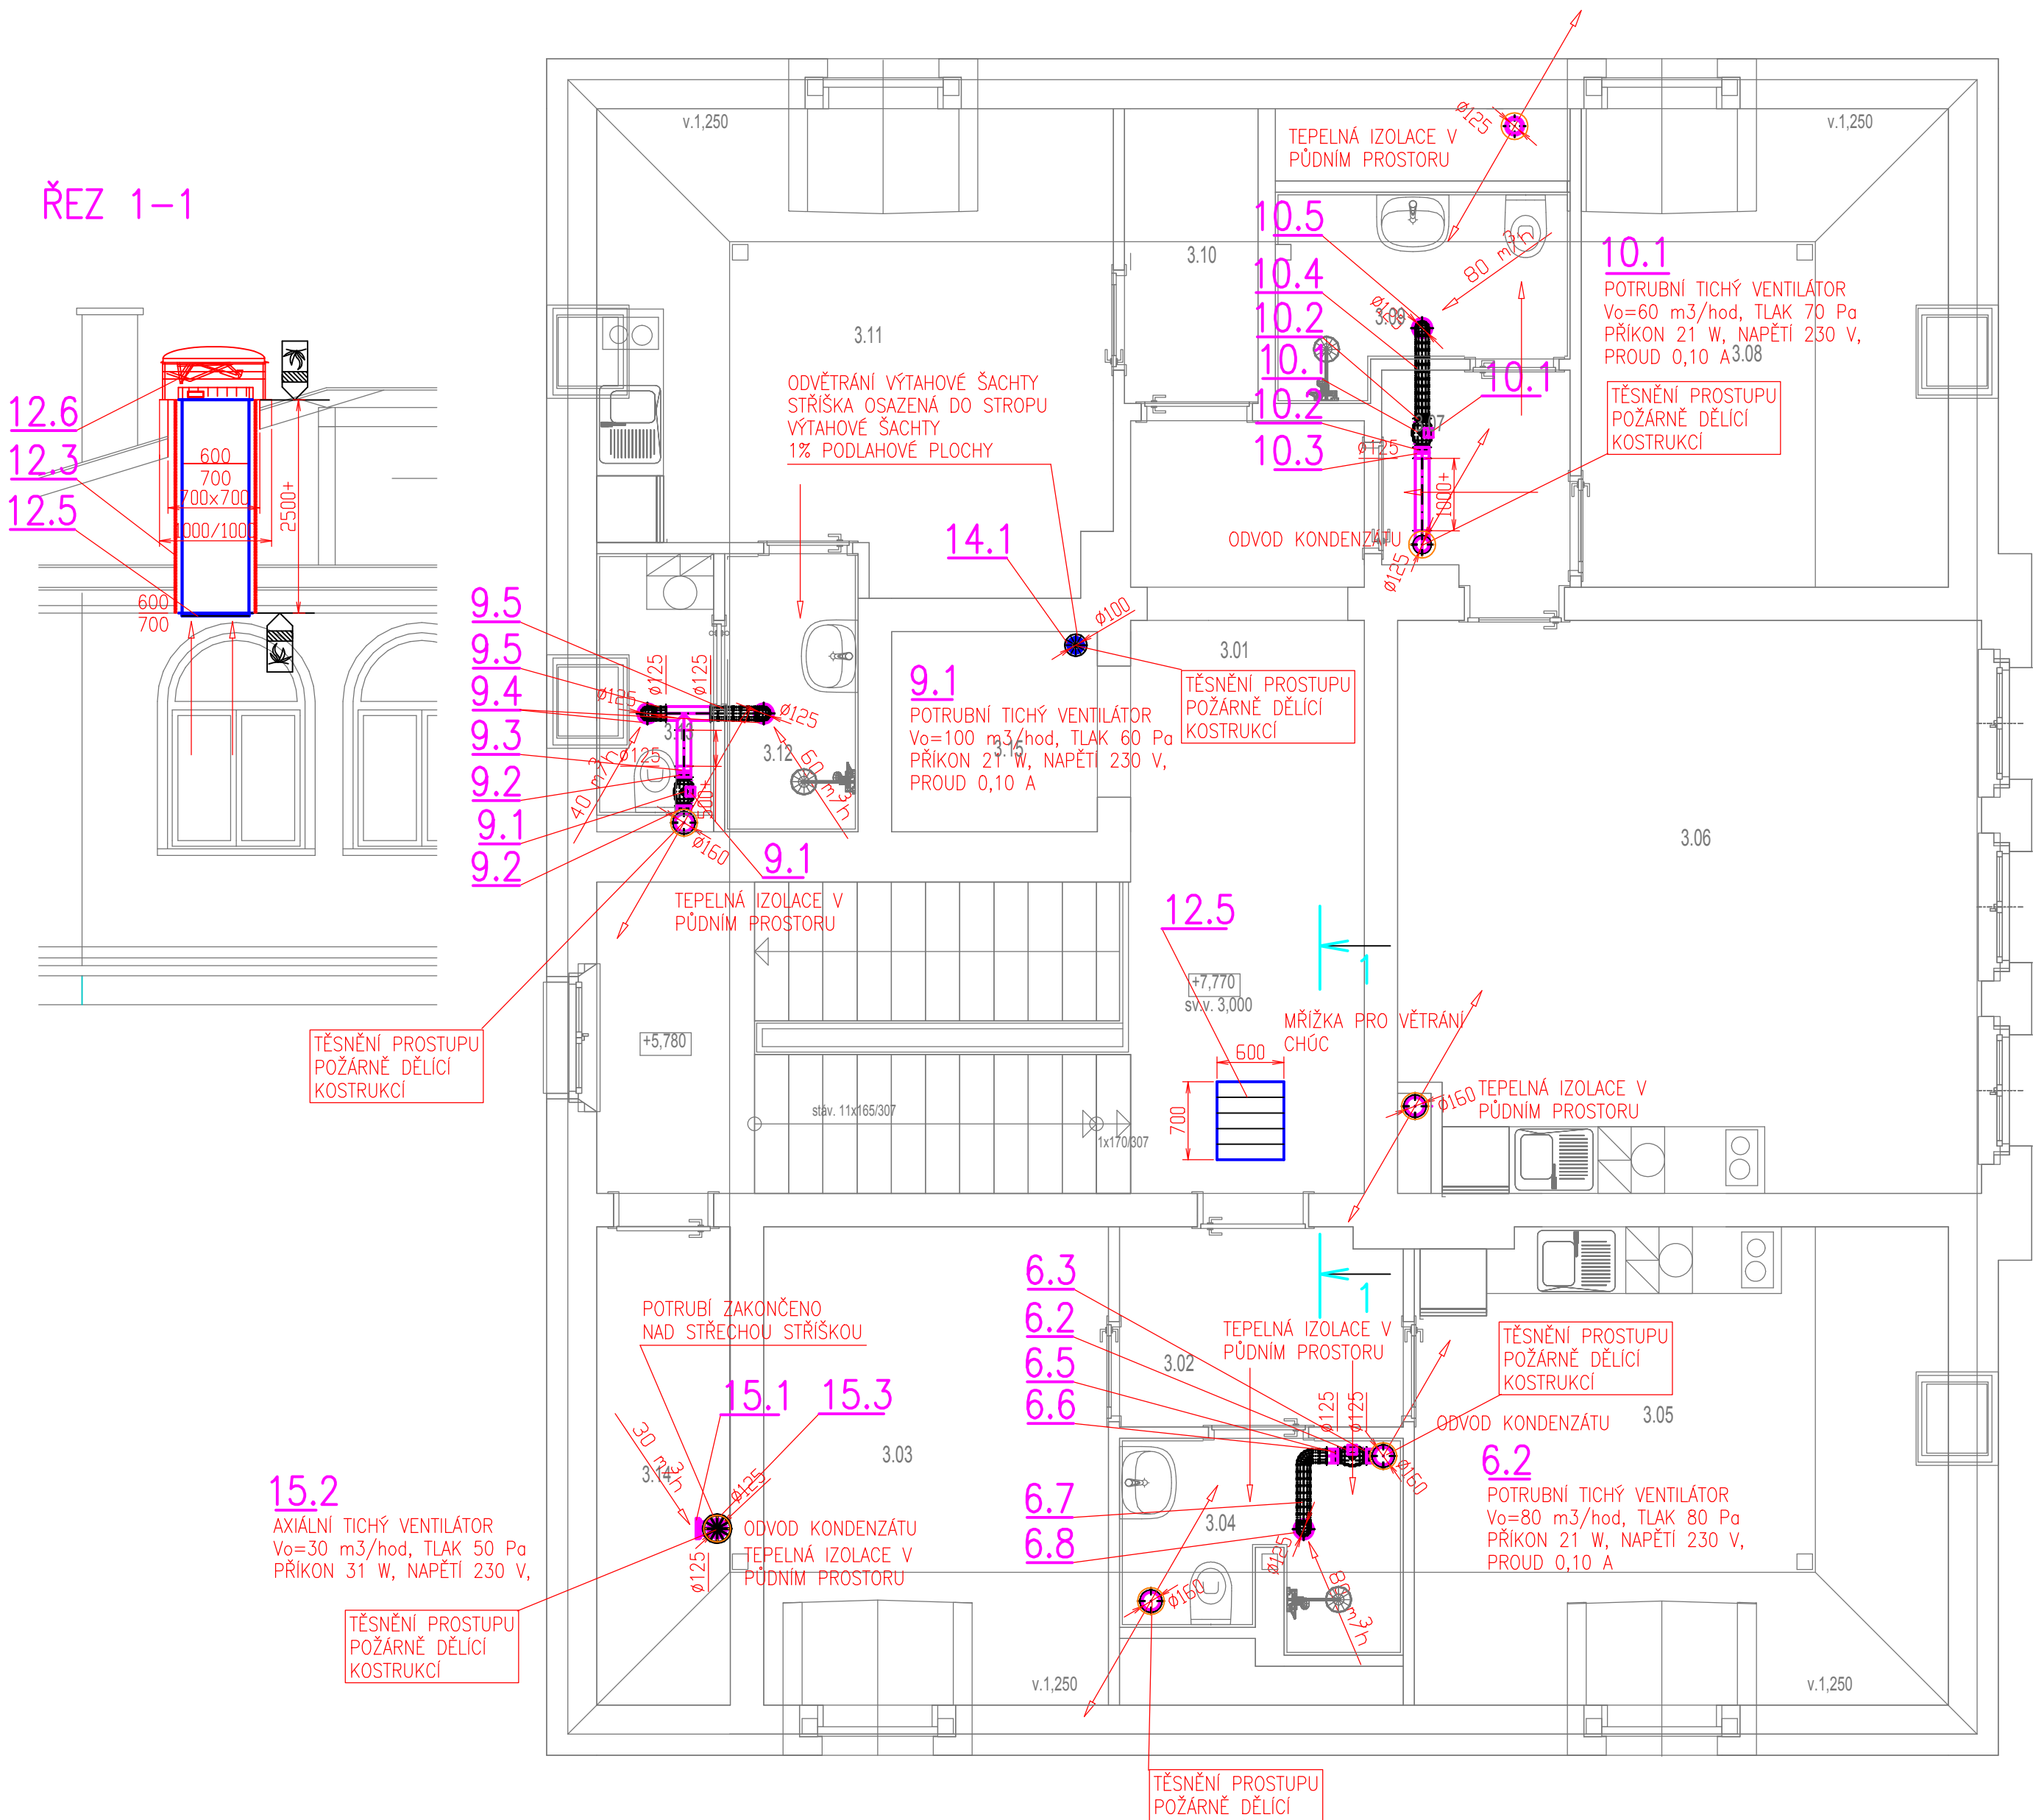 ŘEZ 1-1
12.6
12.3
12.5
600
700
700x700
1000/100
2500+
600
700
v.1,250
v.1,250
TEPELNÁ IZOLACE V
PŮDNÍM PROSTORU
ø125
3.10
3.11
10.5
10.4
10.2
10.1
10.2
10.3
80 m3/h
3.09
10.1
POTRUBNÍ TICHÝ VENTILÁTOR
Vo=60 m3/hod, TLAK 70 Pa
PŘÍKON 21 W, NAPĚTÍ 230 V,
PROUD 0,10 A
3.08
10.1
TĚSNĚNÍ PROSTUPU
POŽÁRNĚ DĚLÍCÍ
KOSTRUKCÍ
ø125
1000+
ODVOD KONDENZÁTU
ø125
ODVĚTRÁNÍ VÝTAHOVÉ ŠACHTY
STŘÍŠKA OSAZENÁ DO STROPU
VÝTAHOVÉ ŠACHTY
1% PODLAHOVÉ PLOCHY
14.1
ø100
3.01
TĚSNĚNÍ PROSTUPU
POŽÁRNĚ DĚLÍCÍ
KOSTRUKCÍ
9.5
9.5
9.4
9.3
9.2
9.1
9.2
ø125
ø125
ø125
ø125
ø125
3.12
40 m3/h
60 m3/h
500+
ø160
9.1
9.1
POTRUBNÍ TICHÝ VENTILÁTOR
Vo=100 m3/hod, TLAK 60 Pa
PŘÍKON 21 W, NAPĚTÍ 230 V,
PROUD 0,10 A
3.15
TEPELNÁ IZOLACE V
PŮDNÍM PROSTORU
3.06
12.5
1
+7,770
sv.v. 3,000
MŘÍŽKA PRO VĚTRÁNÍ
CHÚC
600
700
+5,780
TĚSNĚNÍ PROSTUPU
POŽÁRNĚ DĚLÍCÍ
KOSTRUKCÍ
stáv. 11x165/307
1x170/307
ø160
TEPELNÁ IZOLACE V
PŮDNÍM PROSTORU
6.3
6.2
6.5
6.6
6.7
6.8
1
TEPELNÁ IZOLACE V
PŮDNÍM PROSTORU
3.02
TĚSNĚNÍ PROSTUPU
POŽÁRNĚ DĚLÍCÍ
KOSTRUKCÍ
ø125
ø125
ODVOD KONDENZÁTU
3.05
ø160
6.2
POTRUBNÍ TICHÝ VENTILÁTOR
Vo=80 m3/hod, TLAK 80 Pa
PŘÍKON 21 W, NAPĚTÍ 230 V,
PROUD 0,10 A
POTRUBÍ ZAKONČENO
NAD STŘECHOU STŘÍŠKOU
15.1
15.3
3.03
30 m3/h
3.14
ø125
15.2
AXIÁLNÍ TICHÝ VENTILÁTOR
Vo=30 m3/hod, TLAK 50 Pa
PŘÍKON 31 W, NAPĚTÍ 230 V,
ODVOD KONDENZÁTU
TEPELNÁ IZOLACE V
PŮDNÍM PROSTORU
ø125
TĚSNĚNÍ PROSTUPU
POŽÁRNĚ DĚLÍCÍ
KOSTRUKCÍ
3.04
ø125
ø160
80 m3/h
v.1,250
v.1,250
TĚSNĚNÍ PROSTUPU
POŽÁRNĚ DĚLÍCÍ